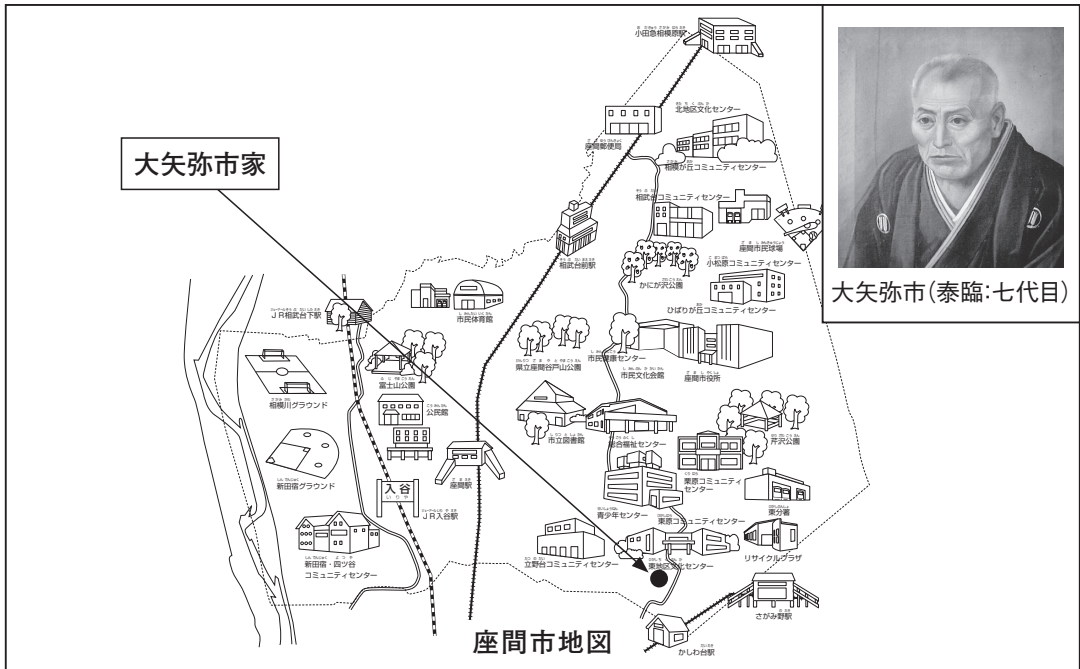 小田急相模原駅
北地区文化センター
座間郵便局
相模が丘コミュニティセンター
大矢弥市家
相武台コミュニティセンター
座間市民球場
相武台前駅
小松原コミュニティセンター
かにが沢公園
大矢弥市(泰臨:七代目)
JR相武台下駅
市民体育館
ひばりが丘コミュニティセンター
市民健康センター
県立座間谷戸山公園
市民文化会館
座間市役所
富士山公園
相模川グラウンド
公民館
市立図書館
総合福祉センター
芹沢公園
新田宿グラウンド
座間駅
栗原コミュニティ
センター
入谷
いりや
JR入谷駅
青少年センター
東分署
東原コミュニティセンター
新田宿・四ツ谷
コミュニティセンター
立野台コミュニティセンター
東地区文化センター
リサイクルプラザ
さがみ野駅
座間市地図
かしわ台駅